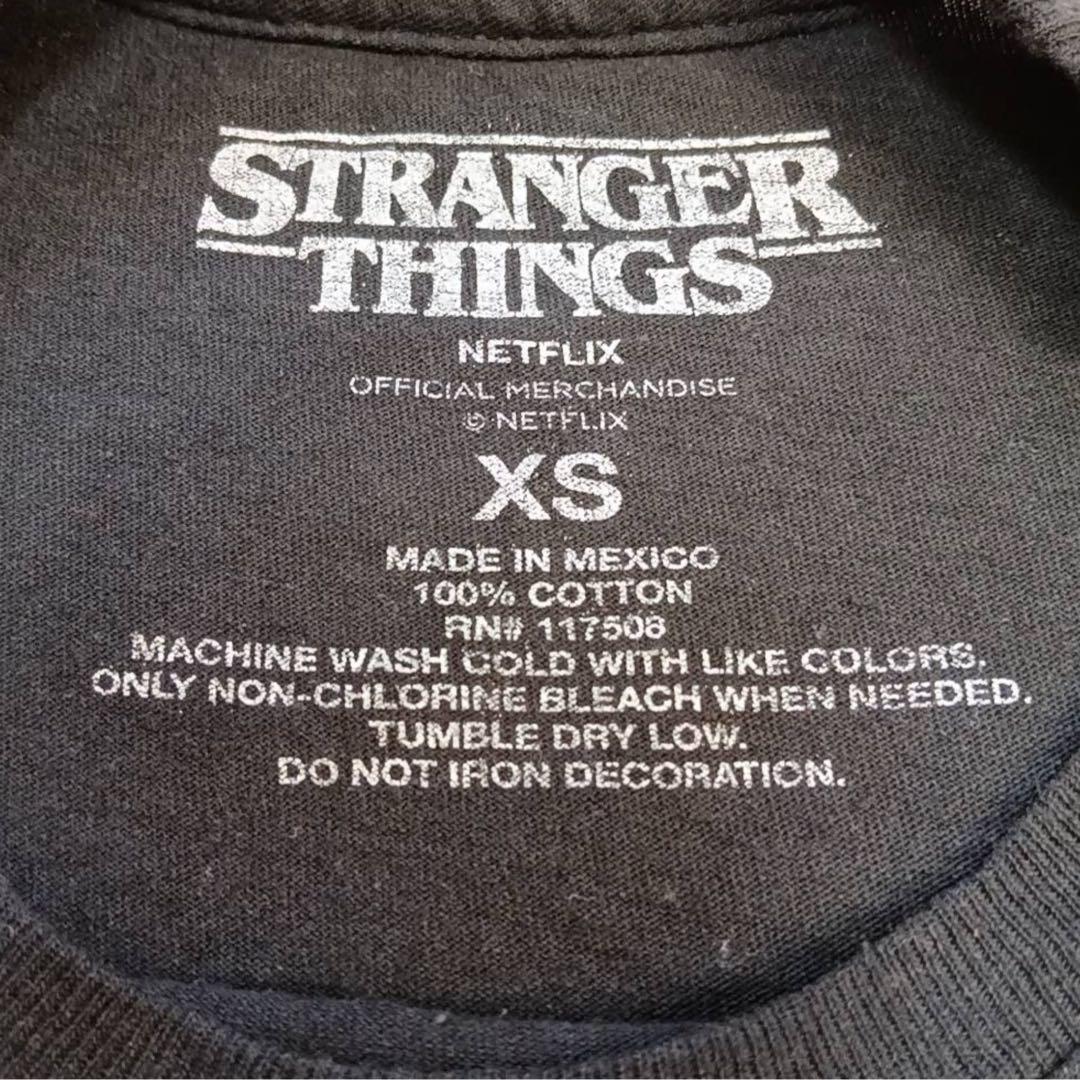 STRANGER
THINGS
NETFLIX
OFFICIAL MERCHANDISE
© NETFLIX
XS
MADE IN MEXICO
100% COTTON
RN# 117508
MACHINE WASH COLD WITH LIKE COLORS.
ONLY NON-CHLORINE BLEACH WHEN NEEDED.
TUMBLE DRY LOW.
DO NOT IRON DECORATION.